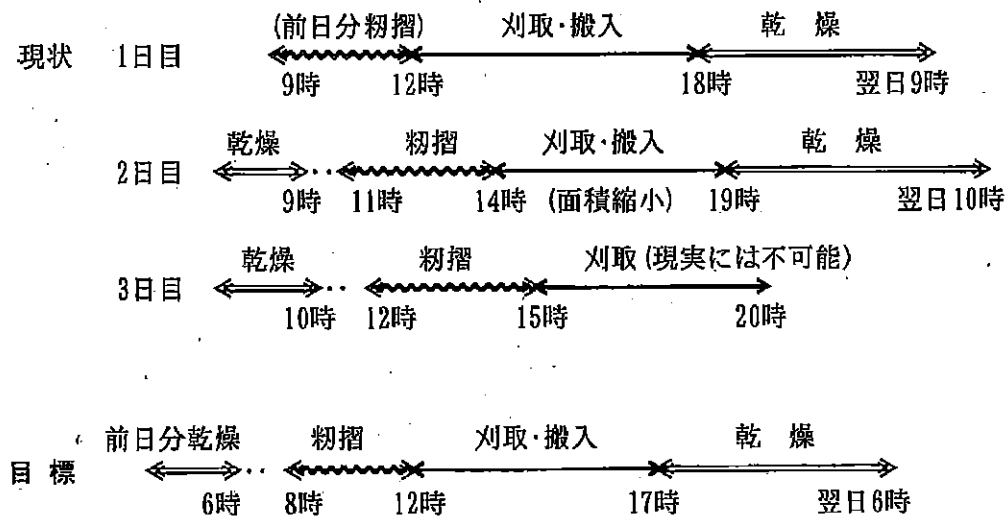 (前日分籾摺) 刈取・搬入 乾 燥
現状 1日目
9時 12時 18時 翌日9時
乾燥 籾摺 刈取・搬入 乾 燥
2日目
9時 11時 14時 (面積縮小) 19時 翌日10時
乾燥 籾摺 刈取(現実には不可能)
3日目
10時 12時 15時 20時
前日分乾燥 籾摺 刈取・搬入 乾 燥
目 標
6時 8時 12時 17時 翌日6時